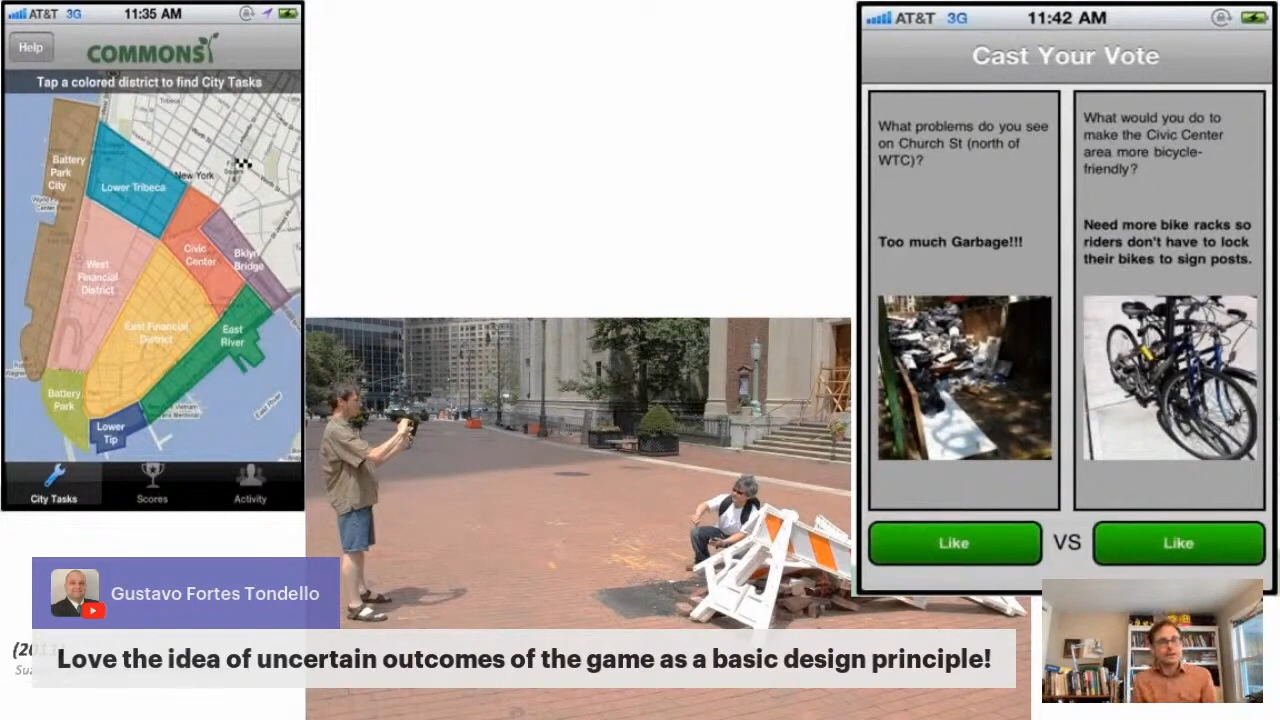 AT&T 3G 11:35 AM
Help
COMMONS
Tap a colored district to find City Tasks
Tribeca
Battery
Park
City
Lower Tribeca
New York
Civic
Center
Bklyn
Bridge
West
Financial
District
East Financial
District
East
River
Battery
Park
Lower
Tip
East River
City Tasks
Scores
Activity
AT&T 3G 11:42 AM
Cast Your Vote
What problems do you see
on Church St (north of
WTC)?
Too much Garbage!!!
What would you do to
make the Civic Center
area more bicycle-
friendly?
Need more bike racks so
riders don't have to lock
their bikes to sign posts.
Like
VS
Like
Gustavo Fortes Tondello
Love the idea of uncertain outcomes of the game as a basic design principle!